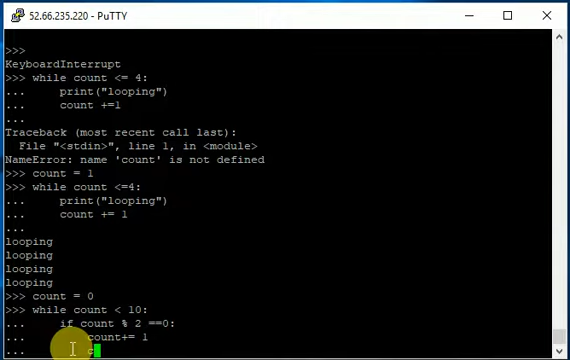 52.66.235.220 - PuTTY
>>>
KeyboardInterrupt
>>> while count <= 4:
...     print("looping")
...     count +=1
...
Traceback (most recent call last):
  File "<stdin>", line 1, in <module>
NameError: name 'count' is not defined
>>> count = 1
>>> while count <=4:
...     print("looping")
...     count += 1
...
looping
looping
looping
looping
>>> count = 0
>>> while count < 10:
...     if count % 2 ==0:
...         count+= 1
...         c